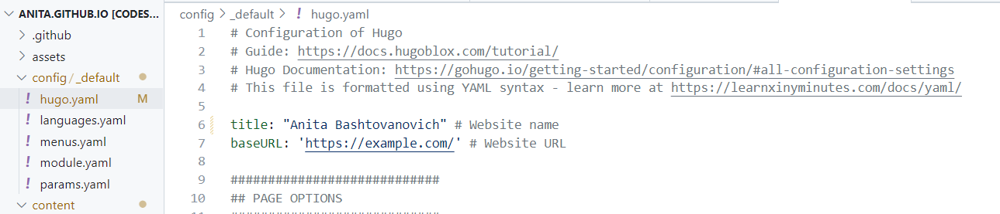 ANITA.GITHUB.IO [CODES...
.github
assets
config / _default
hugo.yaml M
languages.yaml
menus.yaml
module.yaml
params.yaml
content
config > _default > ! hugo.yaml
1 # Configuration of Hugo
2 # Guide: https://docs.hugoblox.com/tutorial/
3 # Hugo Documentation: https://gohugo.io/getting-started/configuration/#all-configuration-settings
4 # This file is formatted using YAML syntax - learn more at https://learnxinyminutes.com/docs/yaml/
5
6 title: "Anita Bashtovanovich" # Website name
7 baseURL: 'https://example.com/' # Website URL
8
9 ############################
10 ## PAGE OPTIONS